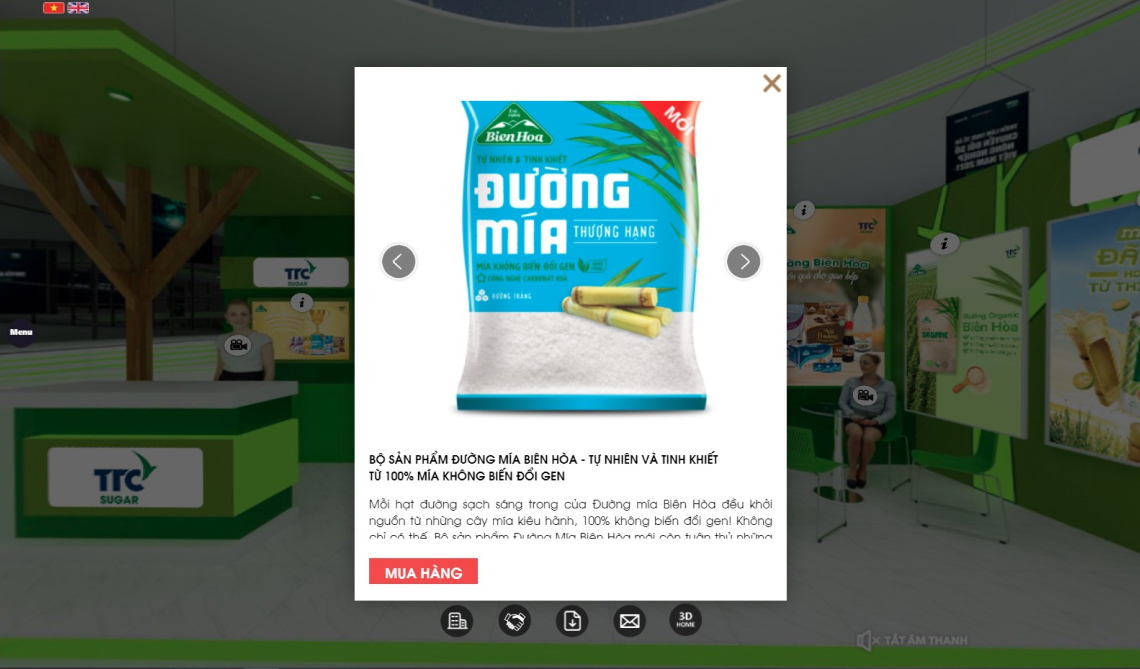 MỚI
Biên Hoa
TỰ NHIÊN & TINH KHIẾT
ĐƯỜNG
MÍA THƯỢNG HẠNG
MÍA KHÔNG BIẾN ĐỔI GEN
CÔNG NGHỆ CARBONAT HOÁ
ĐƯỜNG TRẮNG
TTC
SUGAR
Menu
TTC
SUGAR
TTC
Đường Organic
Biên Hòa
BỘ SẢN PHẨM ĐƯỜNG MÍA BIÊN HÒA - TỰ NHIÊN VÀ TINH KHIẾT
TỪ 100% MÍA KHÔNG BIẾN ĐỔI GEN
Mỗi hạt đường sạch sáng trong của Đường mía Biên Hòa đều khởi
nguồn từ những cây mía kiêu hãnh, 100% không biến đổi gen! Không
chỉ có thế, Bộ sản phẩm Đường Mía Biên Hòa mới còn tuân thủ những
MUA HÀNG
3D
HOME
TẮT ÂM THANH